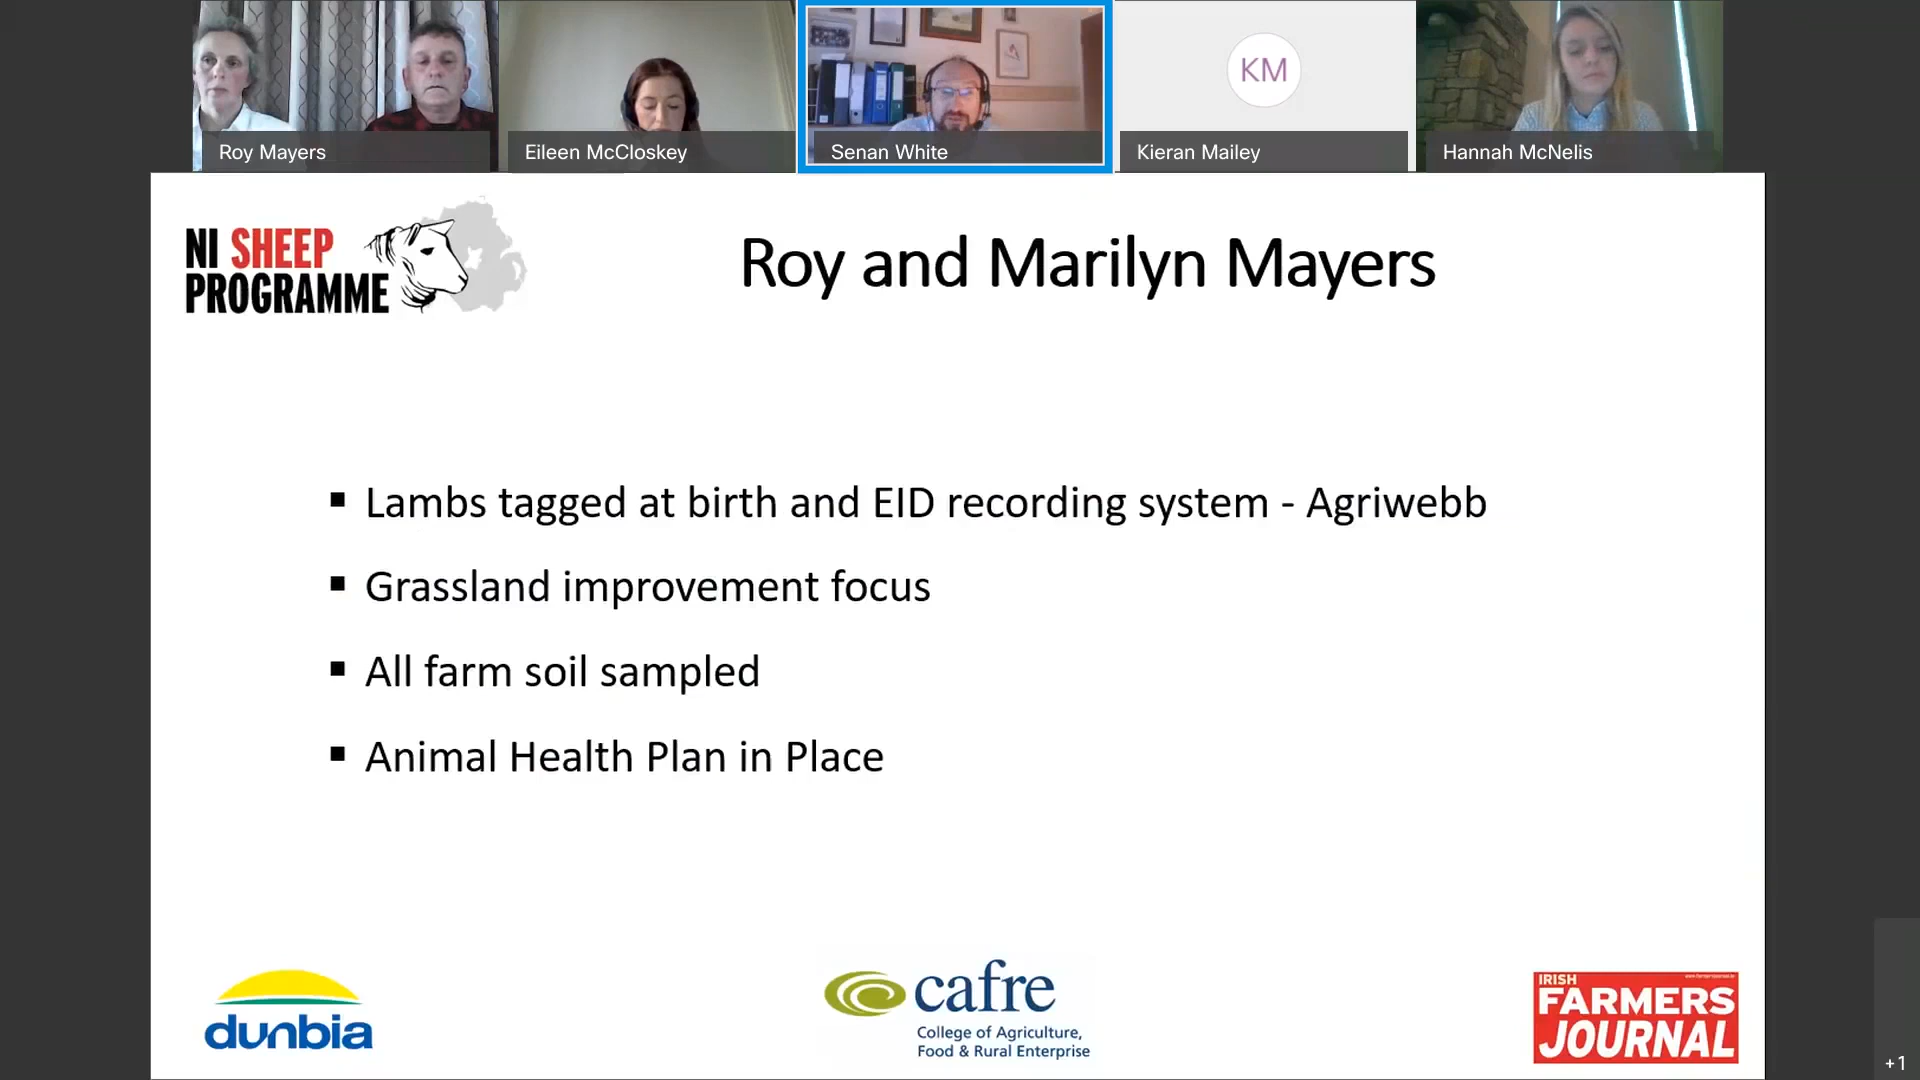 Roy Mayers
Eileen McCloskey
Senan White
KM
Kieran Mailey
Hannah McNelis
NI SHEEP
PROGRAMME
Roy and Marilyn Mayers
▪ Lambs tagged at birth and EID recording system - Agriwebb
▪ Grassland improvement focus
▪ All farm soil sampled
▪ Animal Health Plan in Place
dunbia
cafre
College of Agriculture,
Food & Rural Enterprise
IRISH
FARMERS
JOURNAL
+1